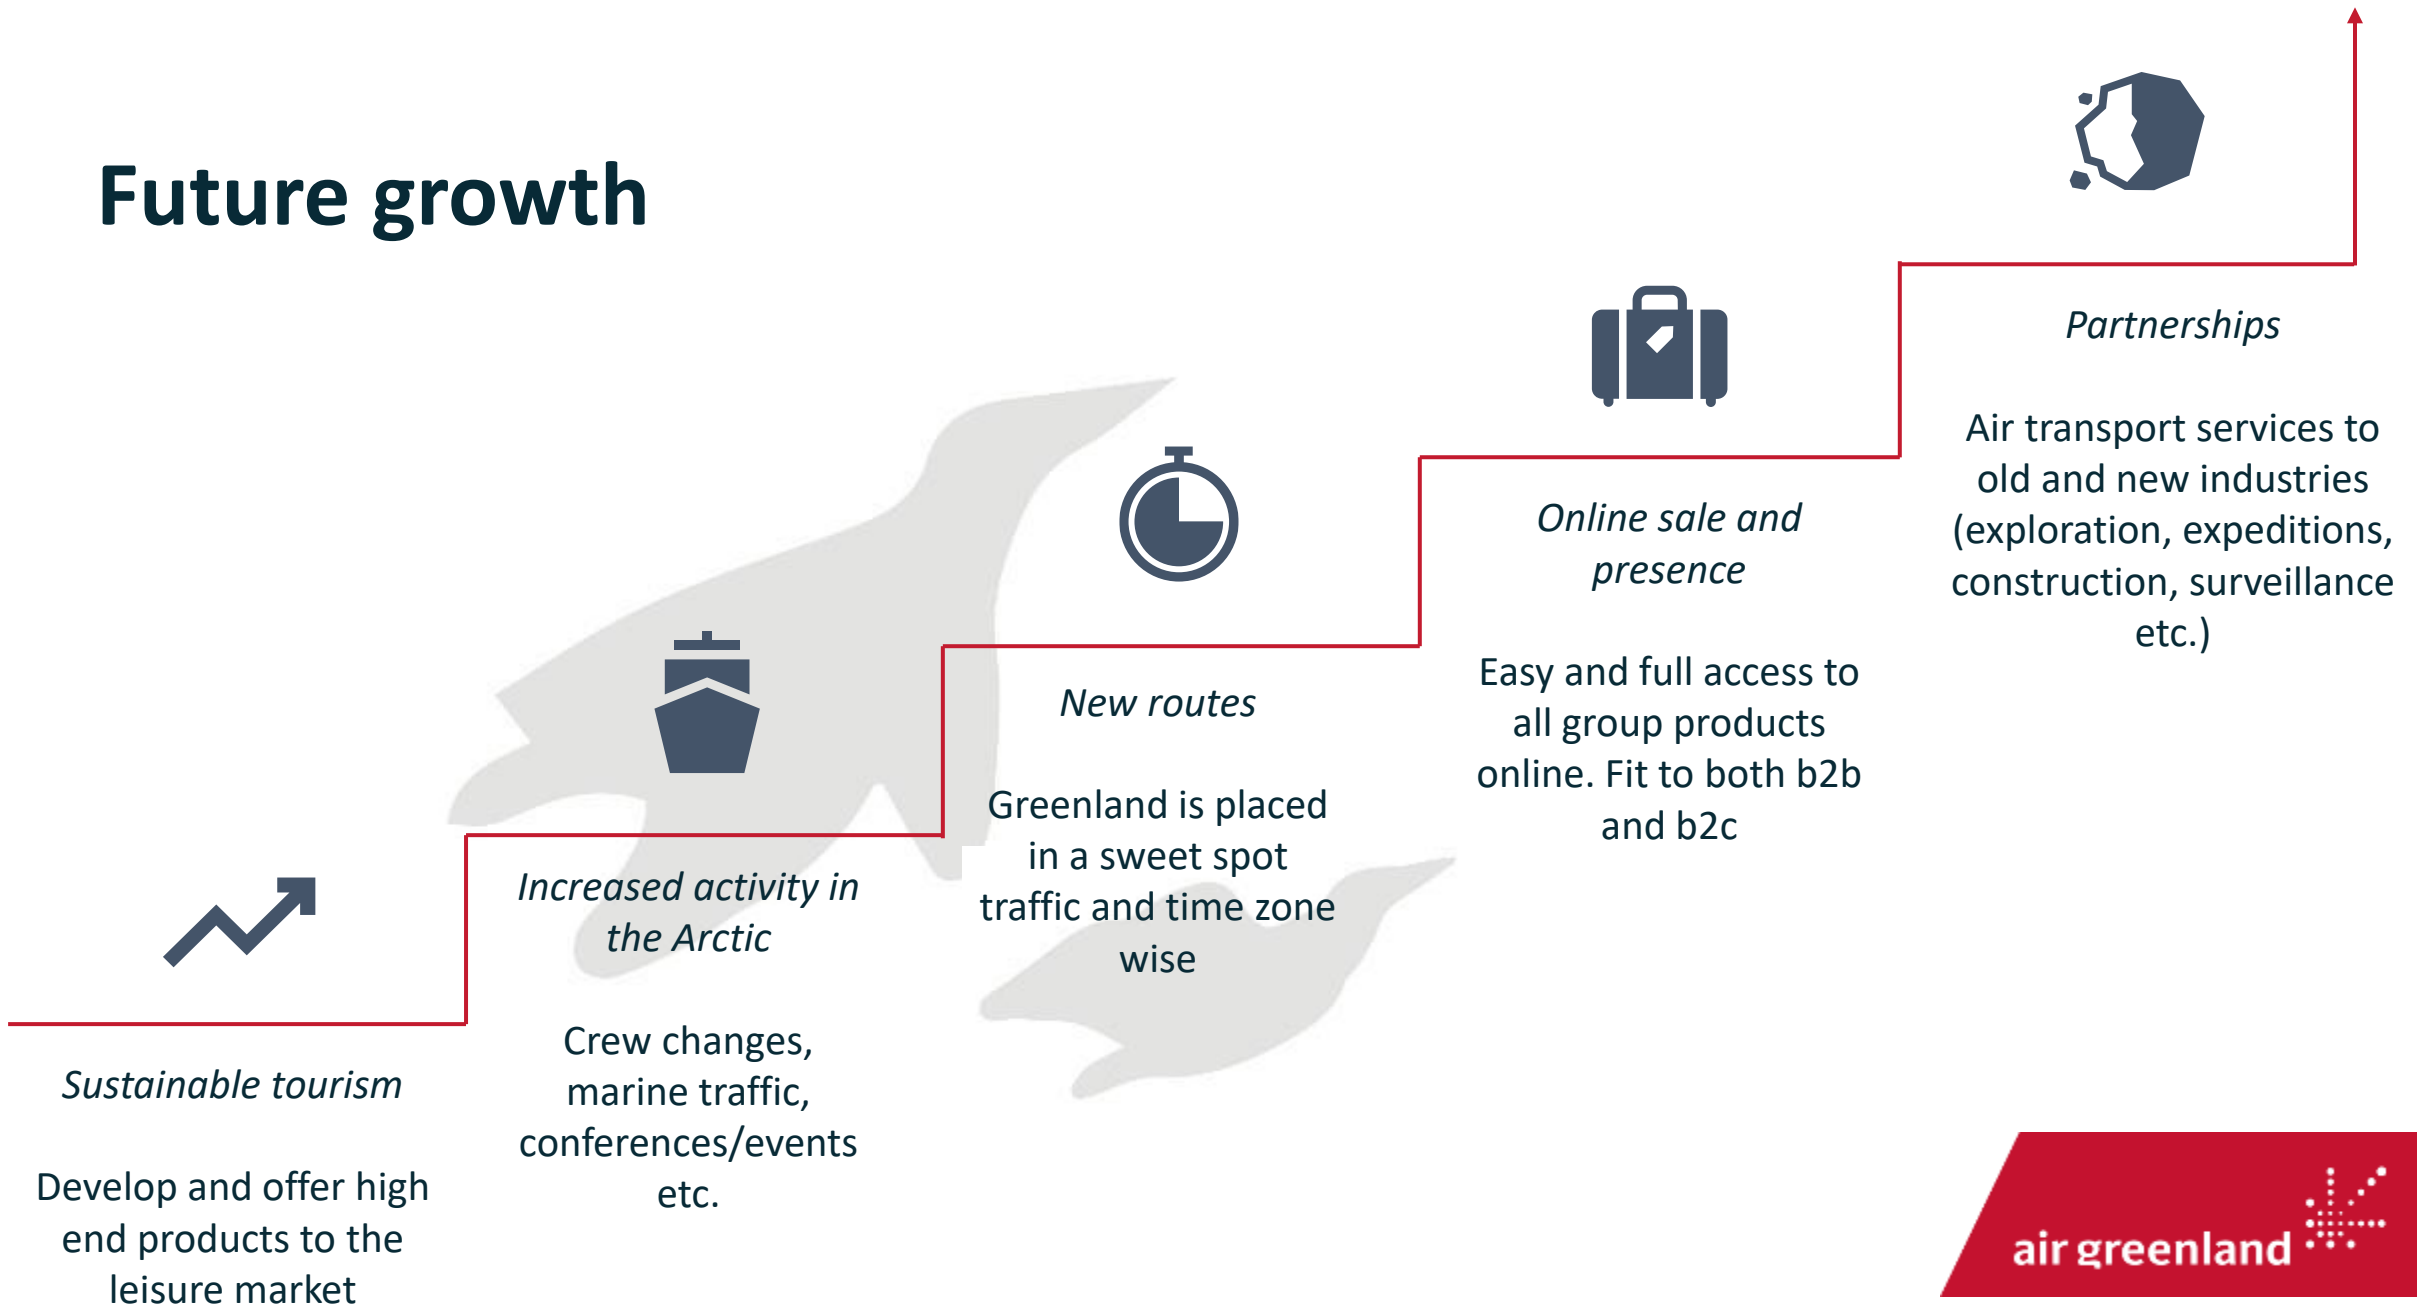 Future growth
Sustainable tourism
Develop and offer high
end products to the
leisure market
Increased activity in
the Arctic
Crew changes,
marine traffic,
conferences/events
etc.
New routes
Greenland is placed
in a sweet spot
traffic and time zone
wise
Online sale and
presence
Easy and full access to
all group products
online. Fit to both b2b
and b2c
Partnerships
Air transport services to
old and new industries
(exploration, expeditions,
construction, surveillance
etc.)
air greenland